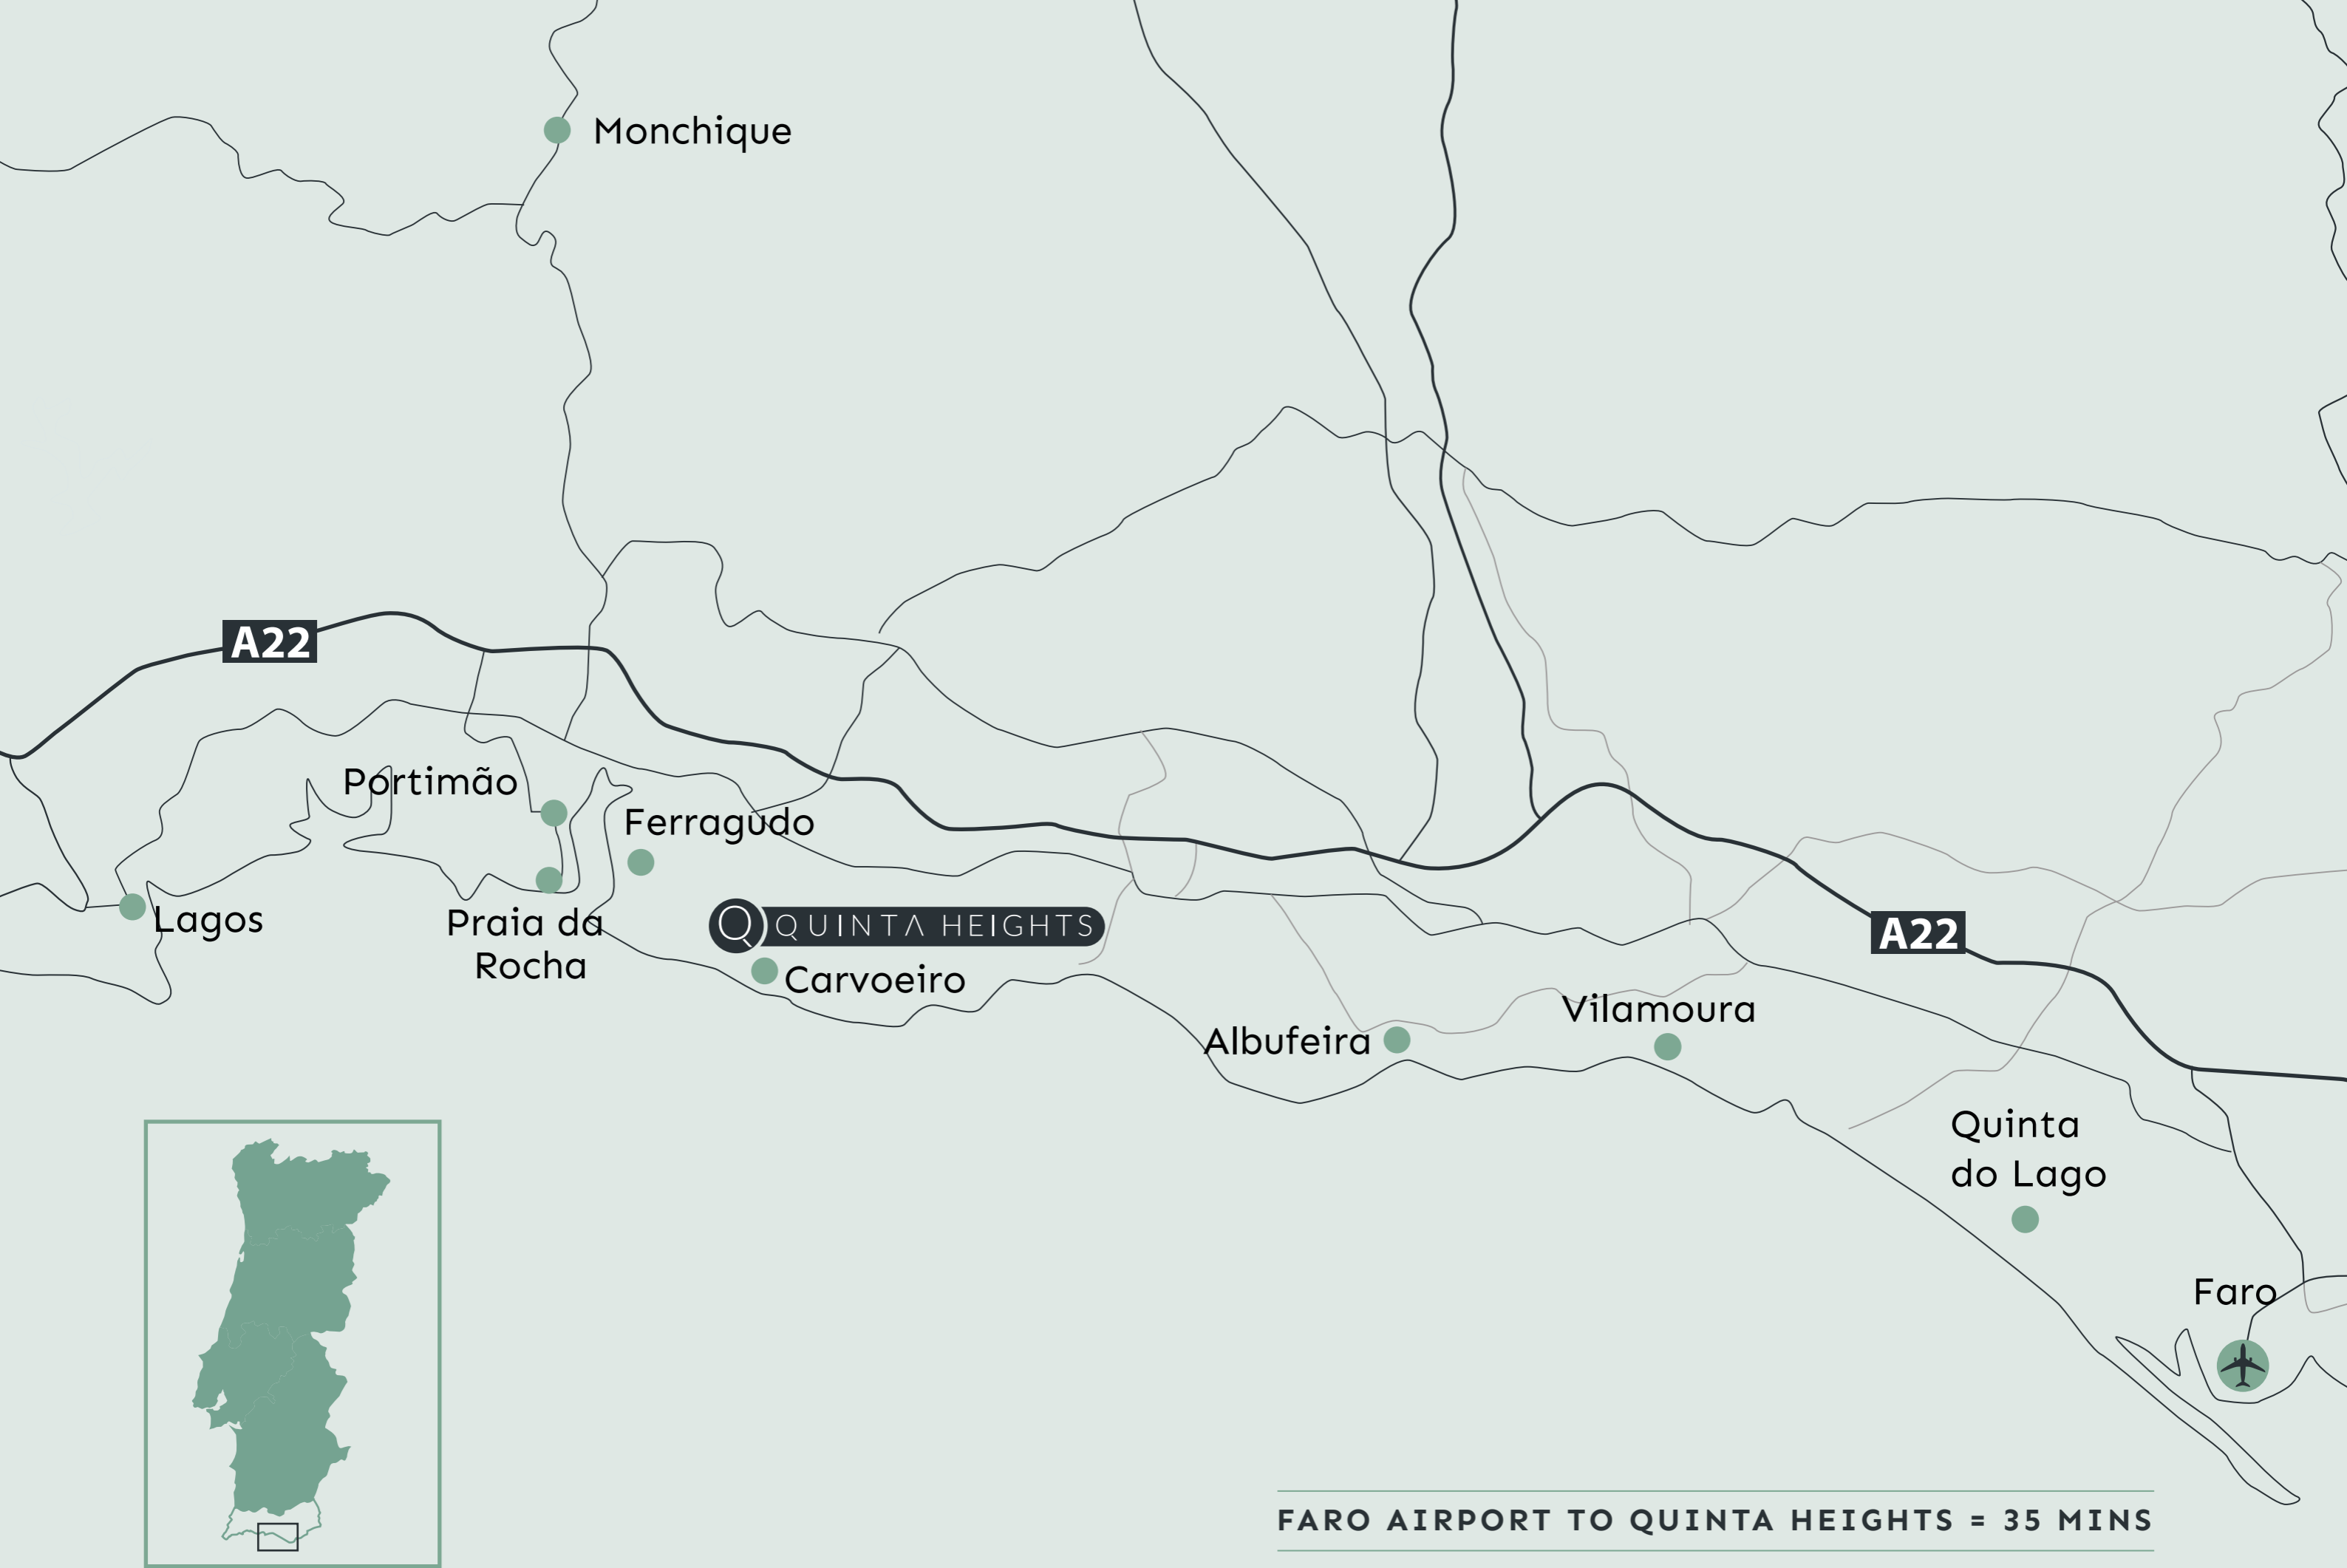 Monchique
A22
Portimão
Ferragudo
Lagos
Praia da
Rocha
Q QUINTA HEIGHTS
Carvoeiro
A22
Vilamoura
Albufeira
Quinta
do Lago
Faro
FARO AIRPORT TO QUINTA HEIGHTS = 35 MINS